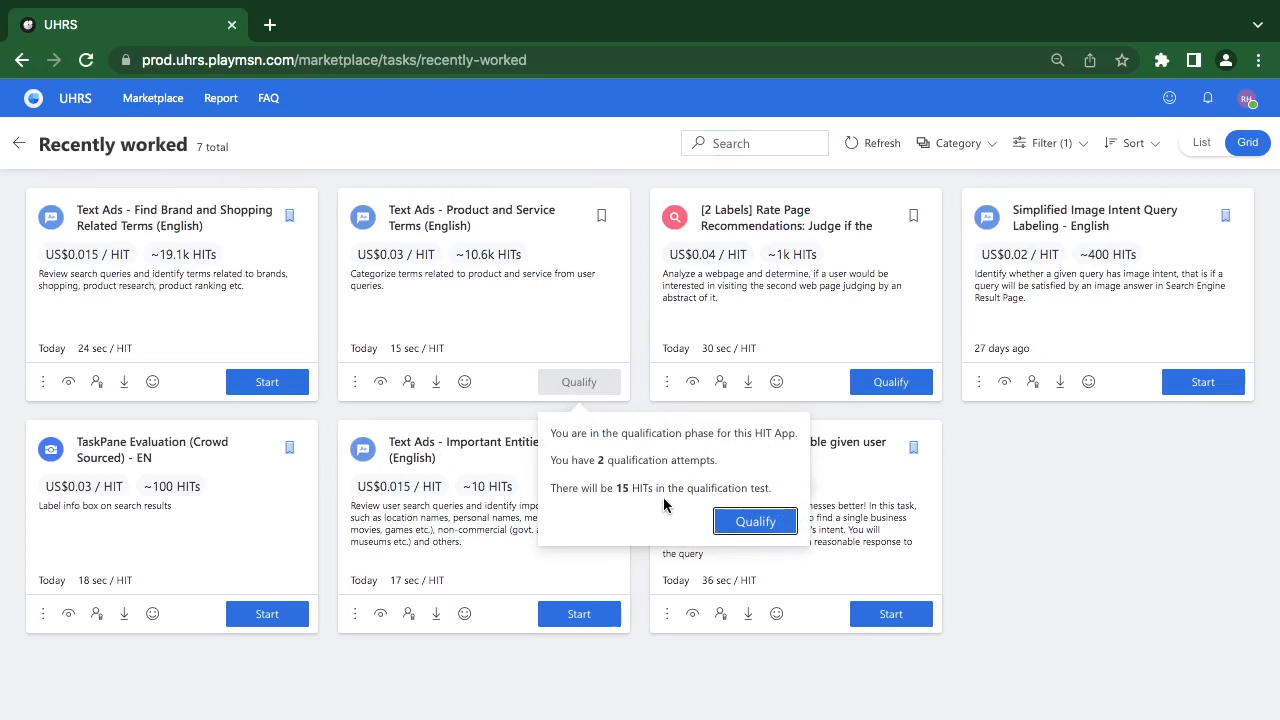 UHRS
prod.uhrs.playmsn.com/marketplace/tasks/recently-worked
UHRS Marketplace Report FAQ
RH
Recently worked 7 total
Search Refresh Category Filter (1) Sort List Grid
Text Ads - Find Brand and Shopping
Related Terms (English)
US$0.015 / HIT ~19.1k HITs
Review search queries and identify terms related to brands,
shopping, product research, product ranking etc.
Today 24 sec / HIT
Start
Text Ads - Product and Service
Terms (English)
US$0.03 / HIT ~10.6k HITs
Categorize terms related to product and service from user
queries.
Today 15 sec / HIT
Qualify
[2 Labels] Rate Page
Recommendations: Judge if the
US$0.04 / HIT ~1k HITs
Analyze a webpage and determine, if a user would be
interested in visiting the second web page judging by an
abstract of it.
Today 30 sec / HIT
Qualify
Simplified Image Intent Query
Labeling - English
US$0.02 / HIT ~400 HITs
Identify whether a given query has image intent, that is if a
query will be satisfied by an image answer in Search Engine
Result Page.
27 days ago
Start
TaskPane Evaluation (Crowd
Sourced) - EN
US$0.03 / HIT ~100 HITs
Label info box on search results
Today 18 sec / HIT
Start
Text Ads - Important Entitie
(English)
US$0.015 / HIT ~10 HITs
Review user search queries and identify imp
such as location names, personal names, me
movies, games etc.), non-commercial (govt. a
museums etc.) and others.
Today 17 sec / HIT
Start
You are in the qualification phase for this HIT App.
You have 2 qualification attempts.
There will be 15 HITs in the qualification test.
Qualify
ble given user
nesses better! In this task,
o find a single business
's intent. You will
reasonable response to
the query
Today 36 sec / HIT
Start